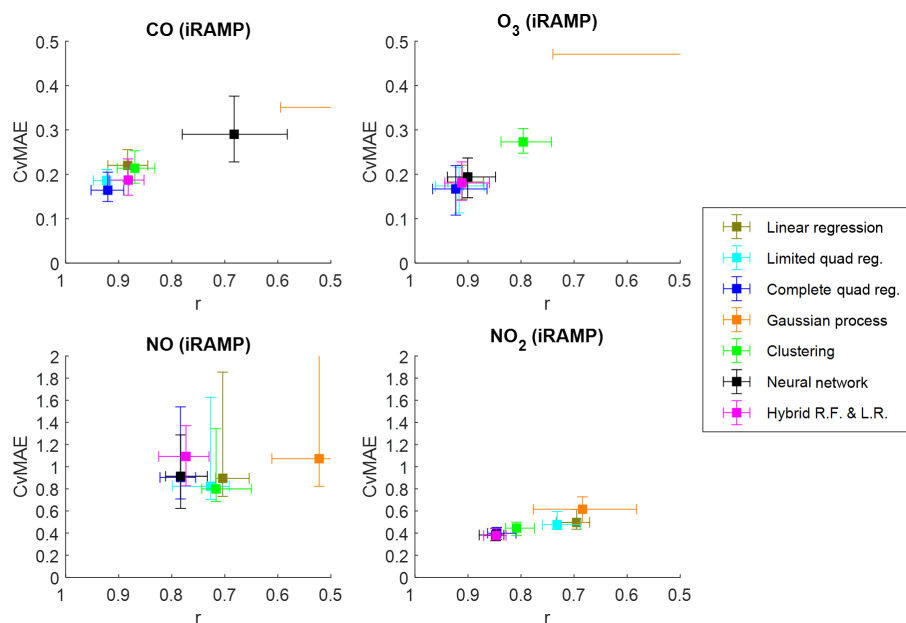 CO (iRAMP)
0.5
0.4
0.3
0.2
0.1
0
CvMAE
1 0.9 0.8 0.7 0.6 0.5
r
O3 (iRAMP)
0.5
0.4
0.3
0.2
0.1
0
CvMAE
1 0.9 0.8 0.7 0.6 0.5
r
Linear regression
Limited quad reg.
Complete quad reg.
Gaussian process
Clustering
Neural network
Hybrid R.F. & L.R.
NO (iRAMP)
2
1.8
1.6
1.4
1.2
1
0.8
0.6
0.4
0.2
0
CvMAE
1 0.9 0.8 0.7 0.6 0.5
r
NO2 (iRAMP)
2
1.8
1.6
1.4
1.2
1
0.8
0.6
0.4
0.2
0
CvMAE
1 0.9 0.8 0.7 0.6 0.5
r